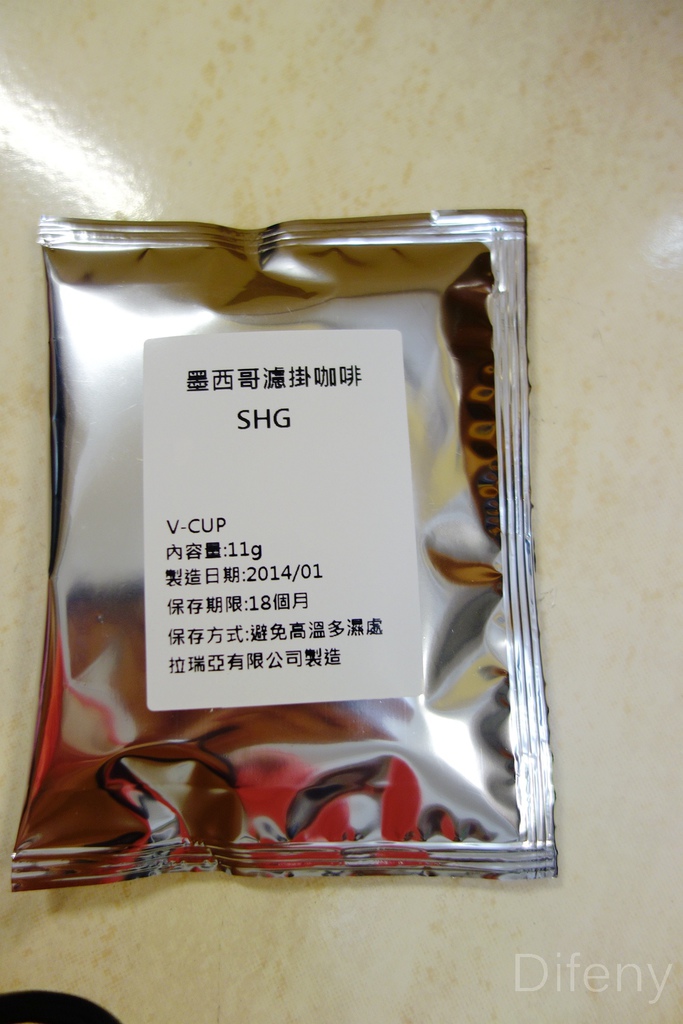 墨西哥濾掛咖啡
SHG
V-CUP
內容量:11g
製造日期:2014/01
保存期限:18個月
保存方式:避免高溫多濕處
拉瑞亞有限公司製造
Difeny